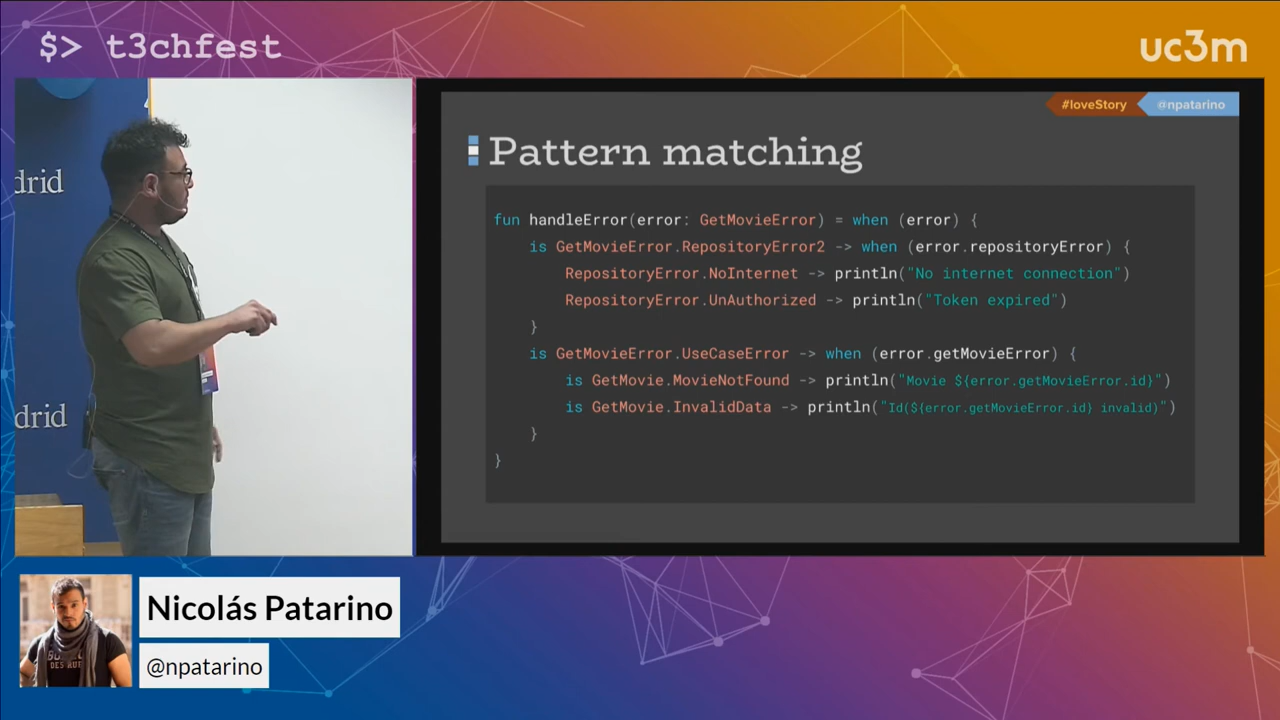 $> t3chfest
uc3m
#loveStory
@npatarino
drid
drid
Pattern matching
fun handleError(error: GetMovieError) = when (error) {
is GetMovieError.RepositoryError2 -> when (error.repositoryError) {
RepositoryError.NoInternet -> println("No internet connection")
RepositoryError.UnAuthorized -> println("Token expired")
}
is GetMovieError.UseCaseError -> when (error.getMovieError) {
is GetMovie.MovieNotFound -> println("Movie ${error.getMovieError.id}")
is GetMovie.InvalidData -> println("Id(${error.getMovieError.id} invalid)")
}
}
Nicolás Patarino
@npatarino